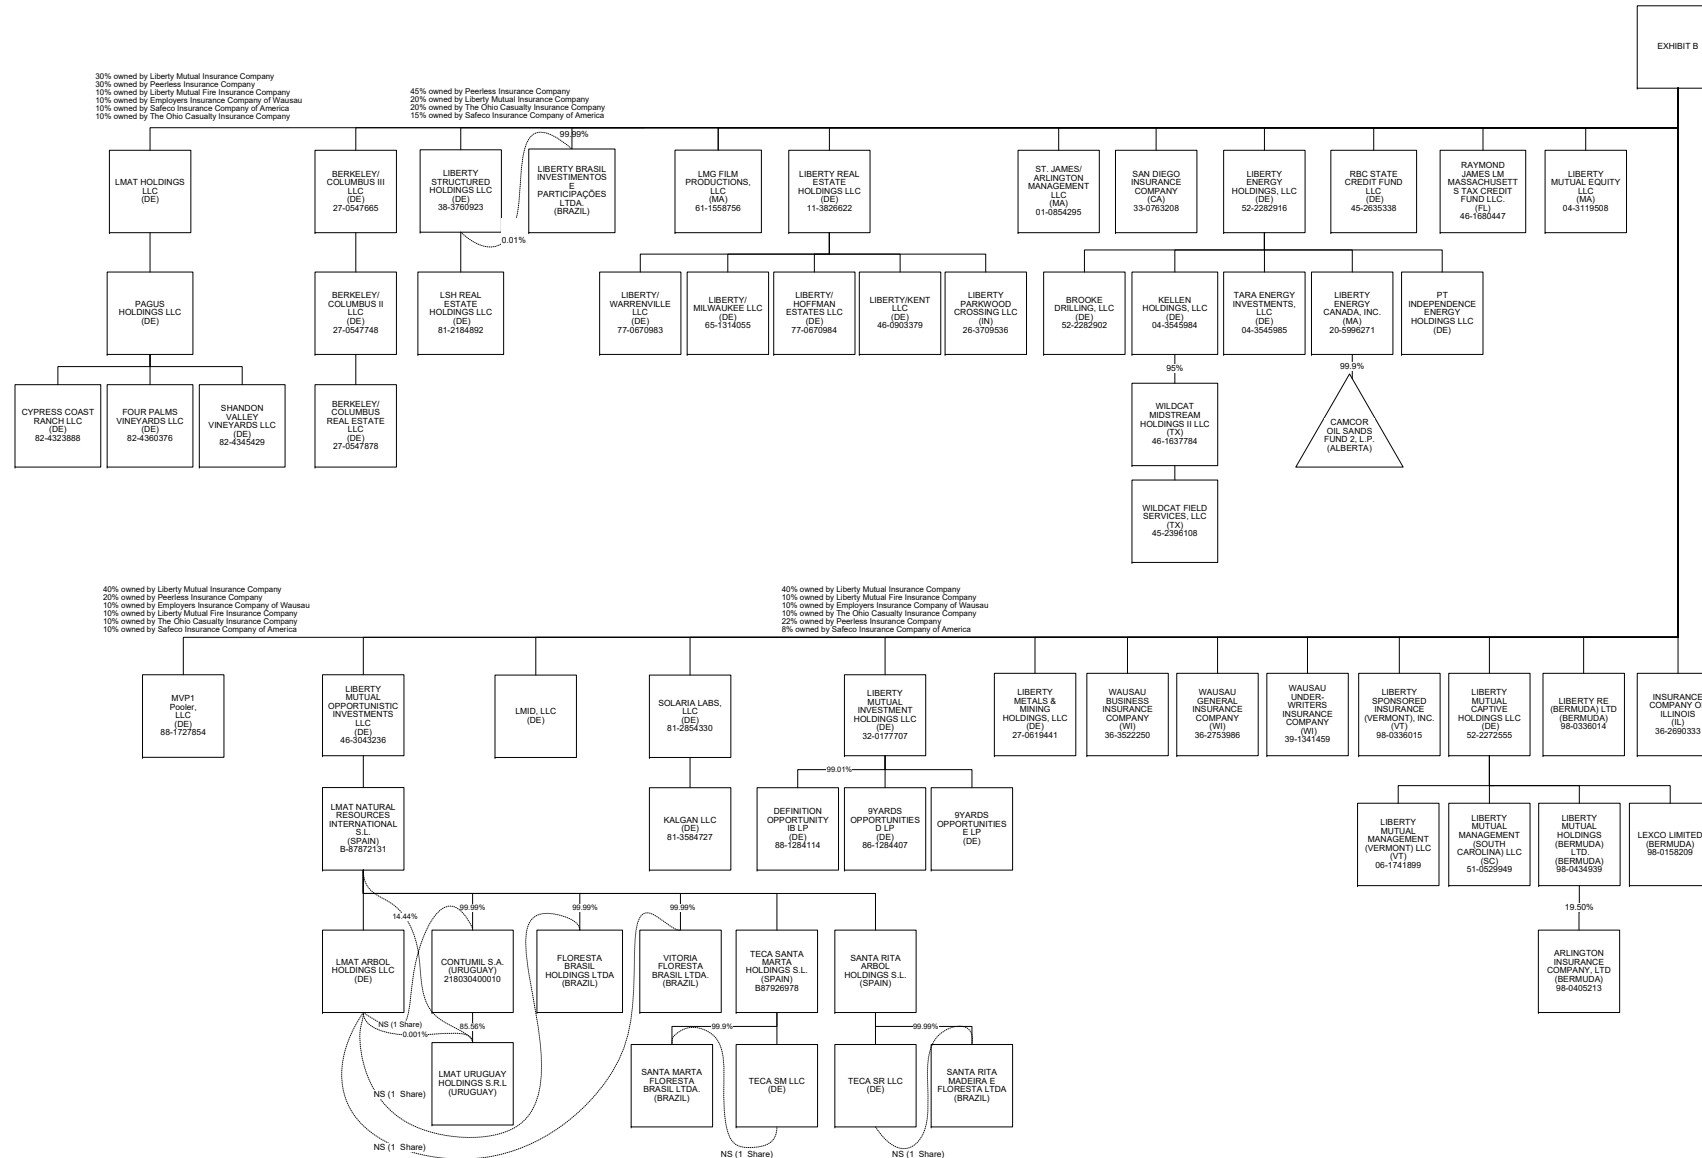 EXHIBIT B
30% owned by Liberty Mutual Insurance Company
30% owned by Peerless Insurance Company
10% owned by Liberty Mutual Fire Insurance Company
10% owned by Employers Insurance Company of Wausau
10% owned by Safeco Insurance Company of America
10% owned by The Ohio Casualty Insurance Company
45% owned by Peerless Insurance Company
20% owned by Liberty Mutual Insurance Company
20% owned by The Ohio Casualty Insurance Company
15% owned by Safeco Insurance Company of America
99.99%
LMAT HOLDINGS
LLC
(DE)
BERKELEY/
COLUMBUS III
LLC
(DE)
27-0547665
LIBERTY
STRUCTURED
HOLDINGS LLC
(DE)
38-3760923
LIBERTY BRASIL
INVESTIMENTOS
E
PARTICIPAÇÕES
LTDA.
(BRAZIL)
LMG FILM
PRODUCTIONS,
LLC
(MA)
61-1558756
LIBERTY REAL
ESTATE
HOLDINGS LLC
(DE)
11-3826622
ST. JAMES/
ARLINGTON
MANAGEMENT
LLC
(MA)
01-0854295
SAN DIEGO
INSURANCE
COMPANY
(CA)
33-0763208
LIBERTY
ENERGY
HOLDINGS, LLC
(DE)
52-2282916
RBC STATE
CREDIT FUND
LLC
(DE)
45-2635338
RAYMOND
JAMES LM
MASSACHUSETT
S TAX CREDIT
FUND LLC.
(FL)
46-1680447
LIBERTY
MUTUAL EQUITY
LLC
(MA)
04-3119508
0.01%
PAGUS
HOLDINGS LLC
(DE)
BERKELEY/
COLUMBUS II
LLC
(DE)
27-0547748
LSH REAL
ESTATE
HOLDINGS LLC
(DE)
81-2184892
LIBERTY/
WARRENVILLE
LLC
(DE)
77-0670983
LIBERTY/
MILWAUKEE LLC
(DE)
65-1314055
LIBERTY/
HOFFMAN
ESTATES LLC
(DE)
77-0670984
LIBERTY/KENT
LLC
(DE)
46-0903379
LIBERTY
PARKWOOD
CROSSING LLC
(IN)
26-3709536
BROOKE
DRILLING, LLC
(DE)
52-2282902
KELLEN
HOLDINGS, LLC
(DE)
04-3545984
TARA ENERGY
INVESTMENTS,
LLC
(DE)
04-3545985
LIBERTY
ENERGY
CANADA, INC.
(MA)
20-5996271
PT
INDEPENDENCE
ENERGY
HOLDINGS LLC
(DE)
95%
99.9%
CYPRESS COAST
RANCH LLC
(DE)
82-4323888
FOUR PALMS
VINEYARDS LLC
(DE)
82-4360376
SHANDON
VALLEY
VINEYARDS LLC
(DE)
82-4345429
BERKELEY/
COLUMBUS
REAL ESTATE
LLC
(DE)
27-0547878
WILDCAT
MIDSTREAM
HOLDINGS II LLC
(TX)
46-1637784
CAMCOR
OIL SANDS
FUND 2, L.P.
(ALBERTA)
WILDCAT FIELD
SERVICES, LLC
(TX)
45-2396108
40% owned by Liberty Mutual Insurance Company
20% owned by Peerless Insurance Company
10% owned by Employers Insurance Company of Wausau
10% owned by Liberty Mutual Fire Insurance Company
10% owned by The Ohio Casualty Insurance Company
10% owned by Safeco Insurance Company of America
40% owned by Liberty Mutual Insurance Company
10% owned by Liberty Mutual Fire Insurance Company
10% owned by Employers Insurance Company of Wausau
10% owned by The Ohio Casualty Insurance Company
22% owned by Peerless Insurance Company
8% owned by Safeco Insurance Company of America
MVP1
Pooler,
LLC
(DE)
88-1727854
LIBERTY
MUTUAL
OPPORTUNISTIC
INVESTMENTS
LLC
(DE)
46-3043236
LMID, LLC
(DE)
SOLARIA LABS,
LLC
(DE)
81-2854330
LIBERTY
MUTUAL
INVESTMENT
HOLDINGS LLC
(DE)
32-0177707
LIBERTY
METALS &
MINING
HOLDINGS, LLC
(DE)
27-0619441
WAUSAU
BUSINESS
INSURANCE
COMPANY
(WI)
36-3522250
WAUSAU
GENERAL
INSURANCE
COMPANY
(WI)
36-2753986
WAUSAU
UNDER-
WRITERS
INSURANCE
COMPANY
(WI)
39-1341459
LIBERTY
SPONSORED
INSURANCE
(VERMONT), INC.
(VT)
98-0336015
LIBERTY
MUTUAL
CAPTIVE
HOLDINGS LLC
(DE)
52-2272555
LIBERTY RE
(BERMUDA) LTD
(BERMUDA)
98-0336014
INSURANCE
COMPANY O
ILLINOIS
(IL)
36-2690333
99.01%
LMAT NATURAL
RESOURCES
INTERNATIONAL
S.L.
(SPAIN)
B-87872131
KALGAN LLC
(DE)
81-3584727
DEFINITION
OPPORTUNITY
IB LP
(DE)
88-1284114
9YARDS
OPPORTUNITIES
D LP
(DE)
86-1284407
9YARDS
OPPORTUNITIES
E LP
(DE)
LIBERTY
MUTUAL
MANAGEMENT
(VERMONT) LLC
(VT)
06-1741899
LIBERTY
MUTUAL
MANAGEMENT
(SOUTH
CAROLINA) LLC
(SC)
51-0529949
LIBERTY
MUTUAL
HOLDINGS
(BERMUDA)
LTD.
(BERMUDA)
98-0434939
LEXCO LIMITED
(BERMUDA)
98-0158209
14.44%
99.99%
99.99%
99.99%
19.50%
LMAT ARBOL
HOLDINGS LLC
(DE)
CONTUMIL S.A.
(URUGUAY)
218030400010
FLORESTA
BRASIL
HOLDINGS LTDA
(BRAZIL)
VITORIA
FLORESTA
BRASIL LTDA.
(BRAZIL)
TECA SANTA
MARTA
HOLDINGS S.L.
(SPAIN)
B87926978
SANTA RITA
ARBOL
HOLDINGS S.L.
(SPAIN)
ARLINGTON
INSURANCE
COMPANY, LTD
(BERMUDA)
98-0405213
NS (1 Share)
0.001%
85.56%
99.9%
99.99%
LMAT URUGUAY
HOLDINGS S.R.L
(URUGUAY)
SANTA MARTA
FLORESTA
BRASIL LTDA.
(BRAZIL)
TECA SM LLC
(DE)
TECA SR LLC
(DE)
SANTA RITA
MADEIRA E
FLORESTA LTDA
(BRAZIL)
NS (1 Share)
NS (1 Share)
NS (1 Share)
NS (1 Share)